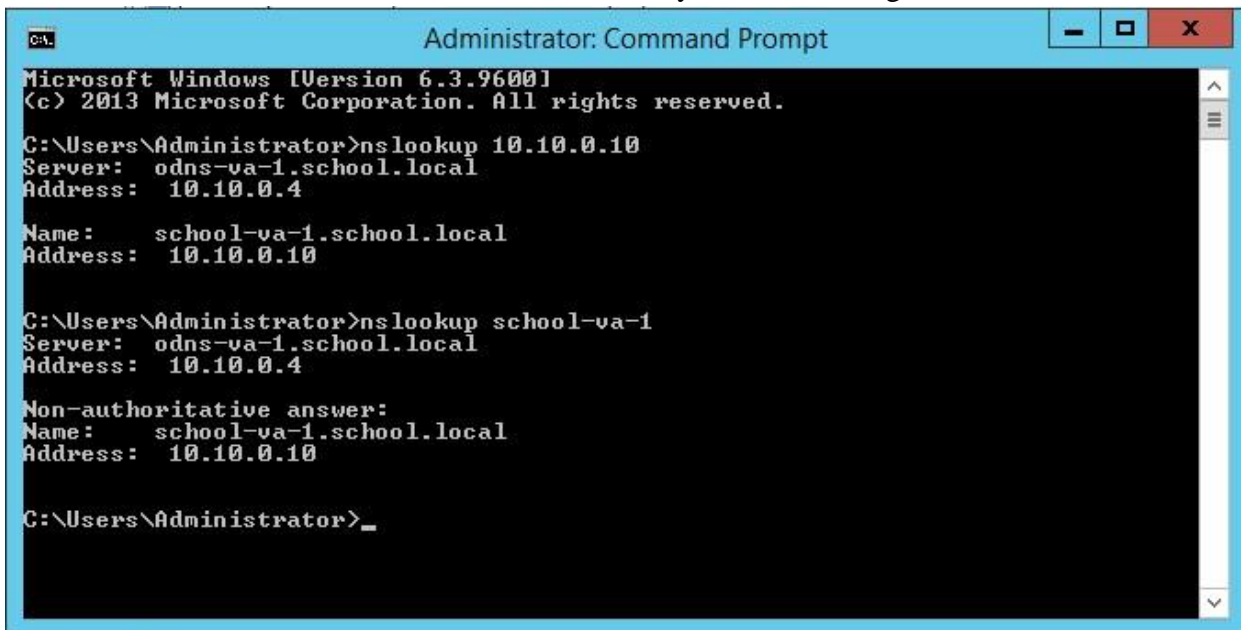 Administrator: Command Prompt
Microsoft Windows [Version 6.3.9600]
(c) 2013 Microsoft Corporation. All rights reserved.
C:\Users\Administrator>nslookup 10.10.0.10
Server:  odns-va-1.school.local
Address:  10.10.0.4
Name:    school-va-1.school.local
Address:  10.10.0.10
C:\Users\Administrator>nslookup school-va-1
Server:  odns-va-1.school.local
Address:  10.10.0.4
Non-authoritative answer:
Name:    school-va-1.school.local
Address:  10.10.0.10
C:\Users\Administrator>_